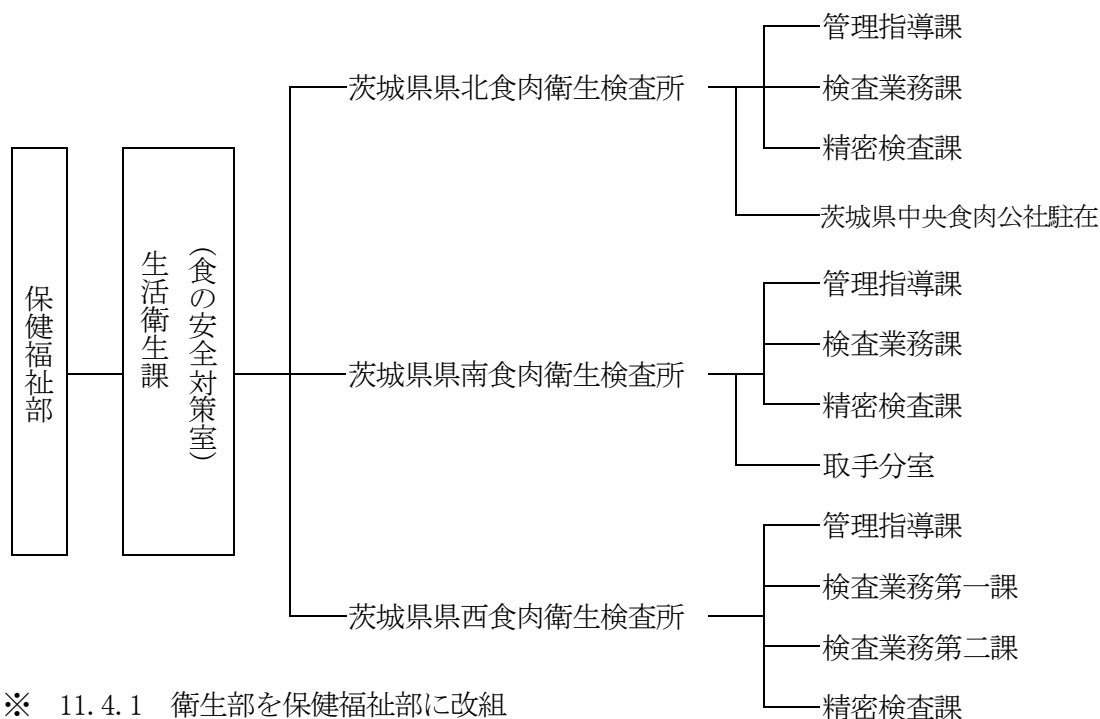 保健福祉部
生活衛生課
(食の安全対策室)
茨城県県北食肉衛生検査所
管理指導課
検査業務課
精密検査課
茨城県中央食肉公社駐在
茨城県県南食肉衛生検査所
管理指導課
検査業務課
精密検査課
取手分室
茨城県県西食肉衛生検査所
管理指導課
検査業務第一課
検査業務第二課
精密検査課
※ 11.4.1 衛生部を保健福祉部に改組